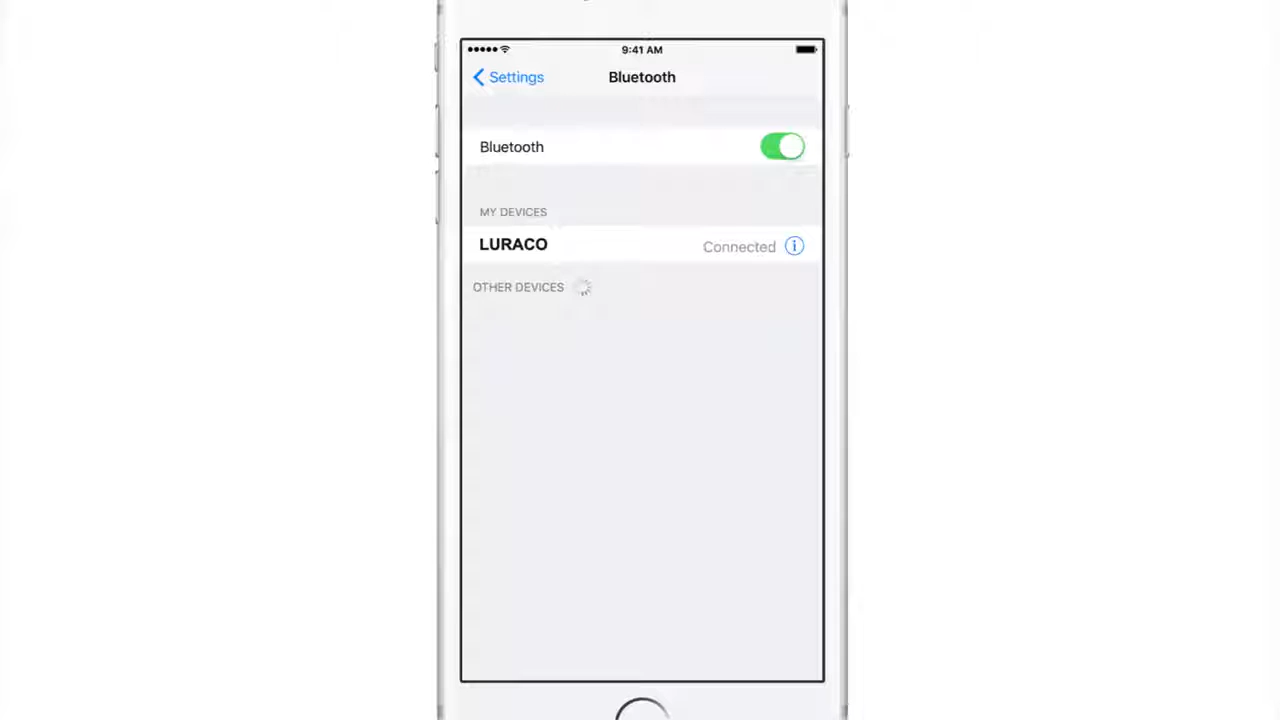 9:41 AM
Settings Bluetooth
Bluetooth
MY DEVICES
LURACO Connected
OTHER DEVICES